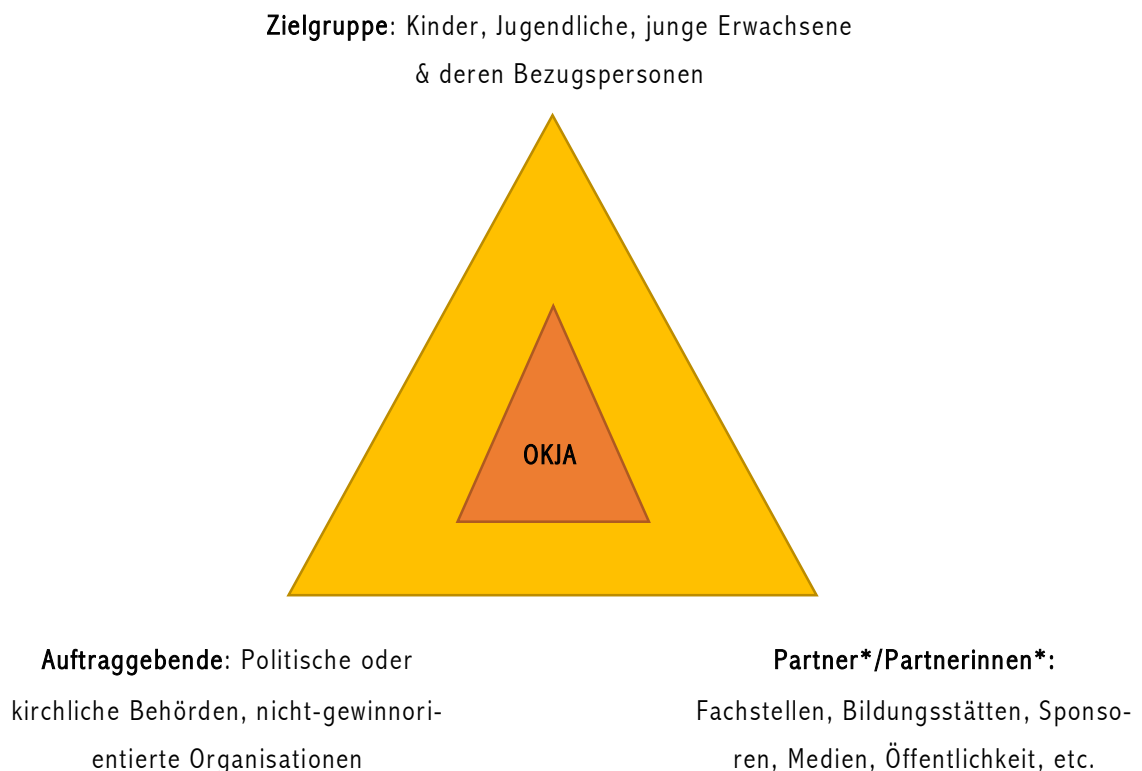 Zielgruppe: Kinder, Jugendliche, junge Erwachsene
& deren Bezugspersonen
OKJA
Auftraggebende: Politische oder
kirchliche Behörden, nicht-gewinnori-
entierte Organisationen
Partner*/Partnerinnen*:
Fachstellen, Bildungsstätten, Sponso-
ren, Medien, Öffentlichkeit, etc.